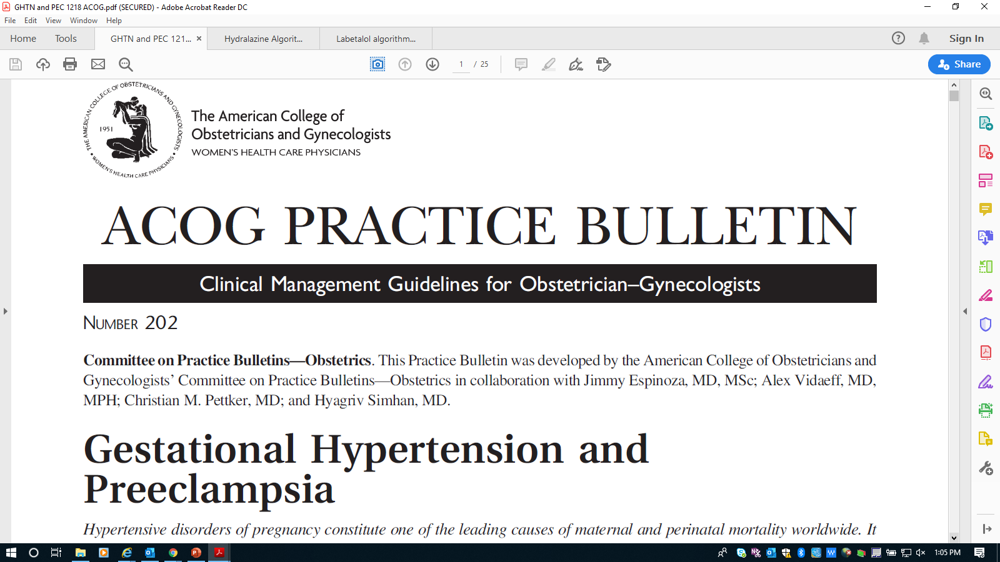 GHTN and PEC 1218 ACOG.pdf (SECURED) - Adobe Acrobat Reader DC
File Edit View Window Help
Home Tools GHTN and PEC 121... × Hydralazine Algorit... Labetalol algorithm... ? Sign In
1 / 25 Share
THE AMERICAN COLLEGE OF OBSTETRICIANS AND GYNECOLOGISTS • WOMEN'S HEALTH CARE PHYSICIANS •
1951
The American College of
Obstetricians and Gynecologists
WOMEN'S HEALTH CARE PHYSICIANS
ACOG PRACTICE BULLETIN
Clinical Management Guidelines for Obstetrician–Gynecologists
NUMBER 202
Committee on Practice Bulletins—Obstetrics. This Practice Bulletin was developed by the American College of Obstetricians and
Gynecologists' Committee on Practice Bulletins—Obstetrics in collaboration with Jimmy Espinoza, MD, MSc; Alex Vidaeff, MD,
MPH; Christian M. Pettker, MD; and Hyagriv Simhan, MD.
Gestational Hypertension and
Preeclampsia
Hypertensive disorders of pregnancy constitute one of the leading causes of maternal and perinatal mortality worldwide. It
1:05 PM